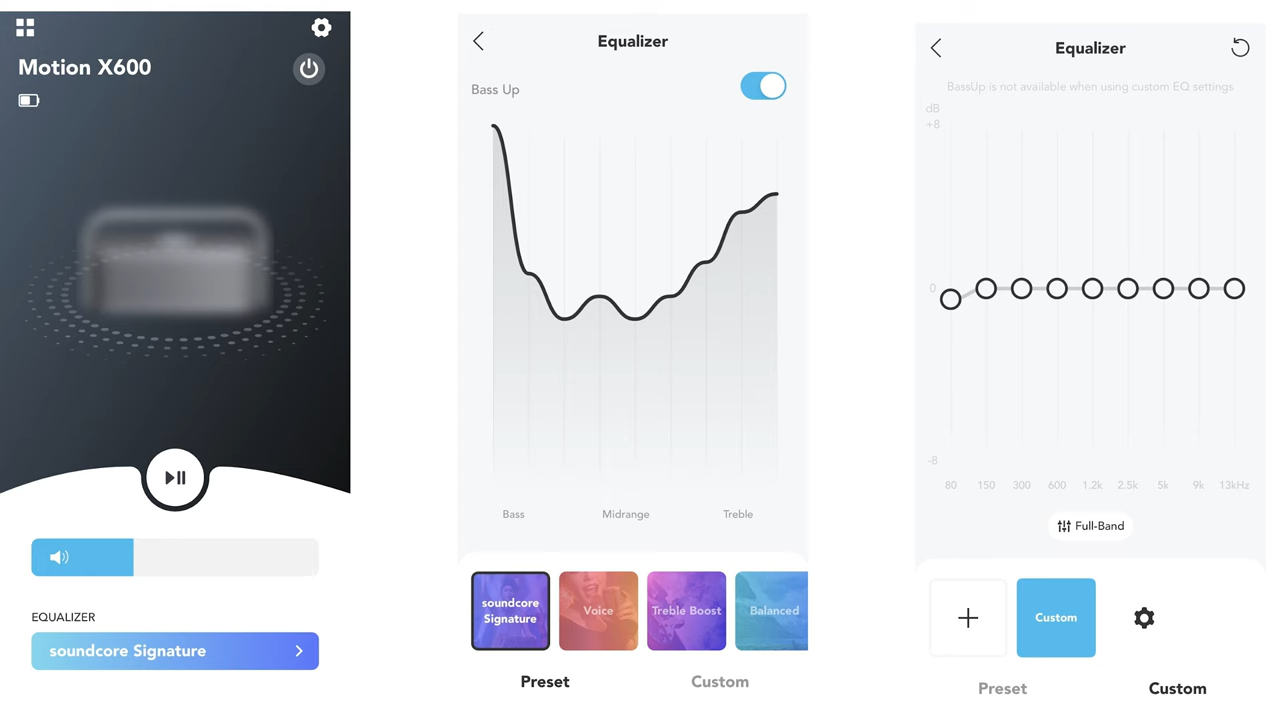 Motion X600
EQUALIZER
soundcore Signature
Equalizer
Bass Up
Bass Midrange Treble
soundcore
Signature
Voice
Treble Boost
Balanced
Preset Custom
Equalizer
BassUp is not available when using custom EQ settings
dB
+8
0
-8
80 150 300 600 1.2k 2.5k 5k 9k 13kHz
Full-Band
Custom
Preset Custom